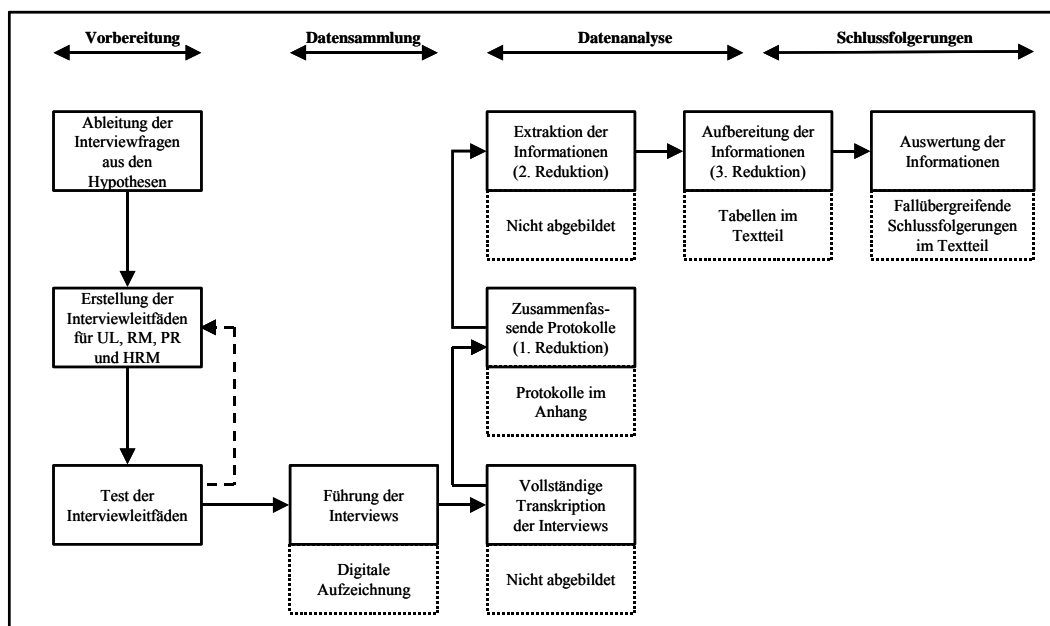 Vorbereitung
Datensammlung
Datenanalyse
Schlussfolgerungen
Ableitung der
Interviewfragen
aus den
Hypothesen
Erstellung der
Interviewleitfäden
für UL, RM, PR
und HRM
Test der
Interviewleitfäden
Führung der
Interviews
Digitale
Aufzeichnung
Extraktion der
Informationen
(2. Reduktion)
Nicht abgebildet
Zusammenfas-
sende Protokolle
(1. Reduktion)
Protokolle im
Anhang
Vollständige
Transkription
der Interviews
Nicht abgebildet
Aufbereitung der
Informationen
(3. Reduktion)
Tabellen im
Textteil
Auswertung der
Informationen
Fallübergreifende
Schlussfolgerungen
im Textteil